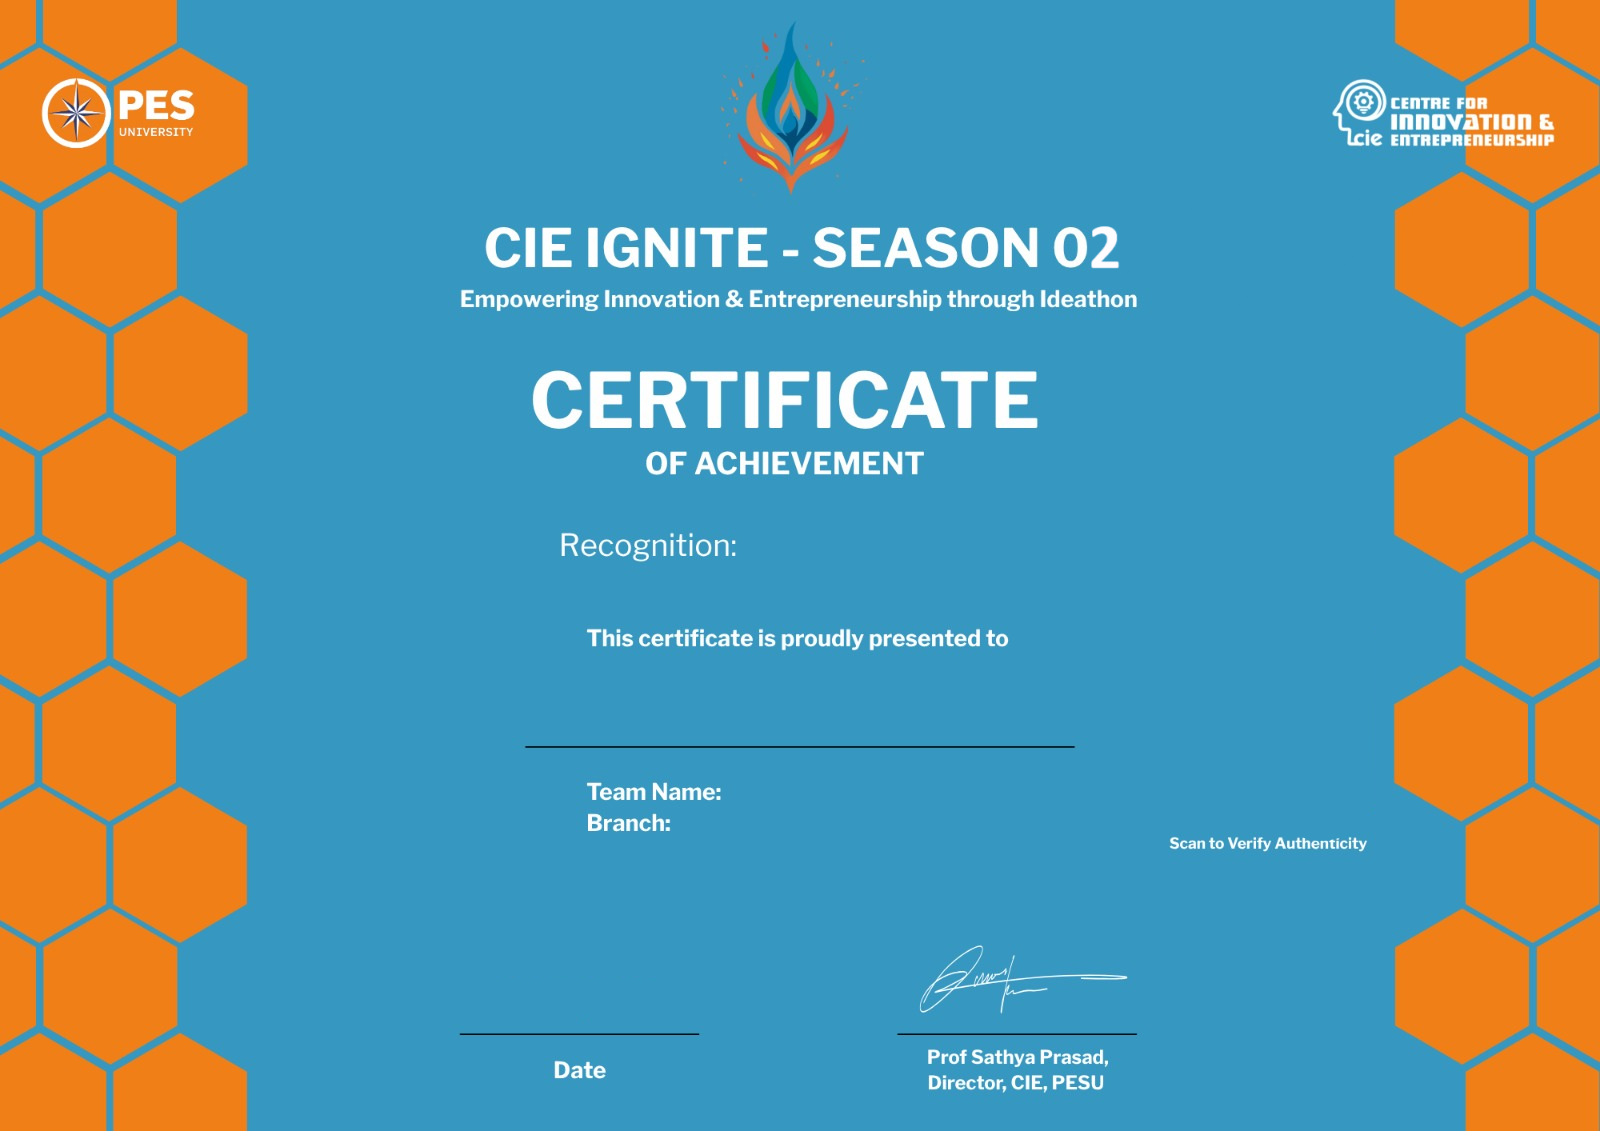 PES
UNIVERSITY
CENTRE FOR
INNOVATION &
ENTREPRENEURSHIP
cie
CIE IGNITE - SEASON 02
Empowering Innovation & Entrepreneurship through Ideathon
CERTIFICATE
OF ACHIEVEMENT
Recognition:
This certificate is proudly presented to
Team Name:
Branch:
Scan to Verify Authenticity
Date
Prof Sathya Prasad,
Director, CIE, PESU